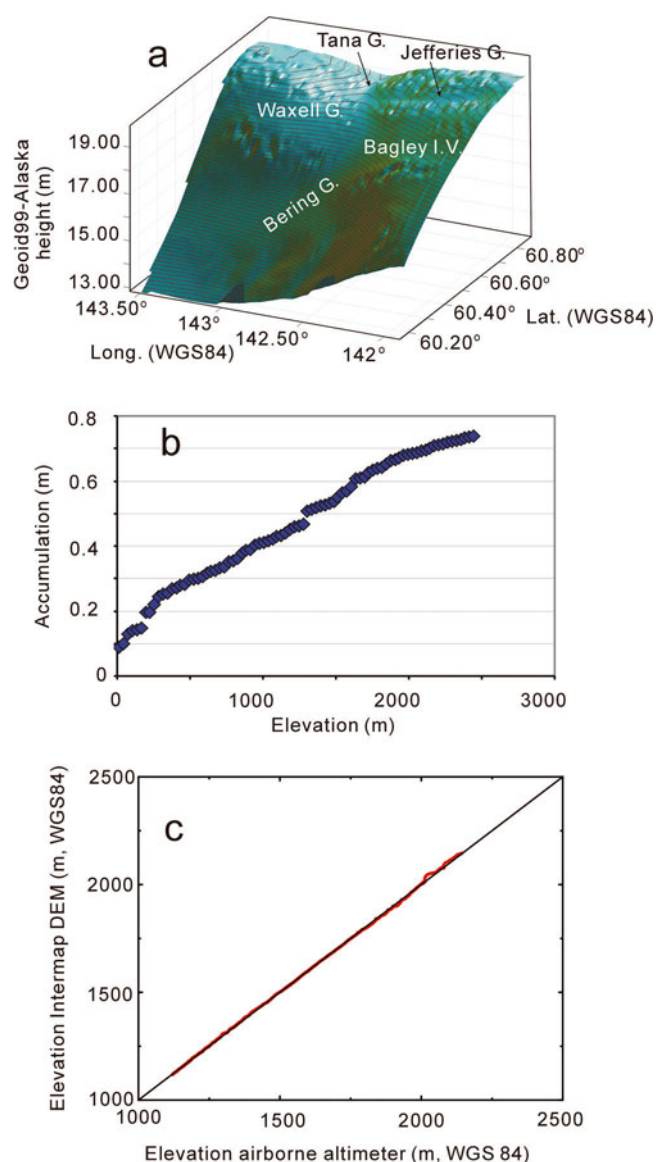 a
Tana G.
Jefferies G.
Waxell G.
Bagley I.V.
Bering G.
Geoid99-Alaska
height (m)
19.00
17.00
15.00
13.00
143.50°
143°
142.50°
142°
Long. (WGS84)
60.80°
60.60°
60.40°
60.20°
Lat. (WGS84)
b
Accumulation (m)
0.8
0.6
0.4
0.2
0
0 1000 2000 3000
Elevation (m)
c
Elevation Intermap DEM (m, WGS84)
2500
2000
1500
1000
1000 1500 2000 2500
Elevation airborne altimeter (m, WGS 84)